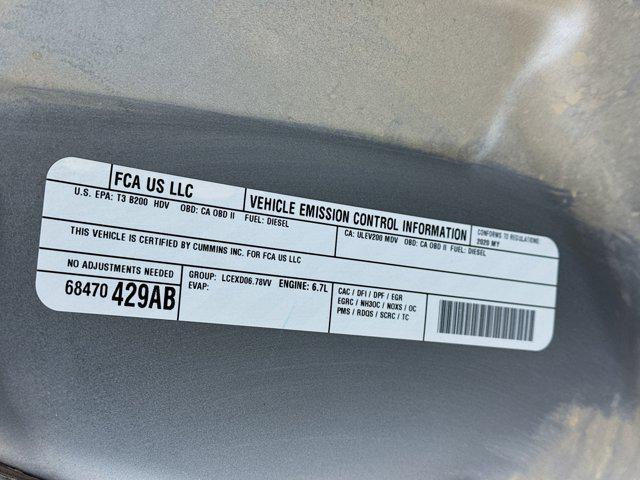 FCA US LLC
VEHICLE EMISSION CONTROL INFORMATION
CONFORMS TO REGULATIONS:
2020 MY
U.S. EPA: T3 B200 HDV OBD: CA OBD II FUEL: DIESEL
CA: ULEV200 MDV OBD: CA OBD II FUEL: DIESEL
THIS VEHICLE IS CERTIFIED BY CUMMINS INC. FOR FCA US LLC
NO ADJUSTMENTS NEEDED
68470 429AB
GROUP: LCEXD06.78VV ENGINE: 6.7L
EVAP:
CAC / DFI / DPF / EGR
EGRC / NH3OC / NOXS / OC
PMS / RDQS / SCRC / TC